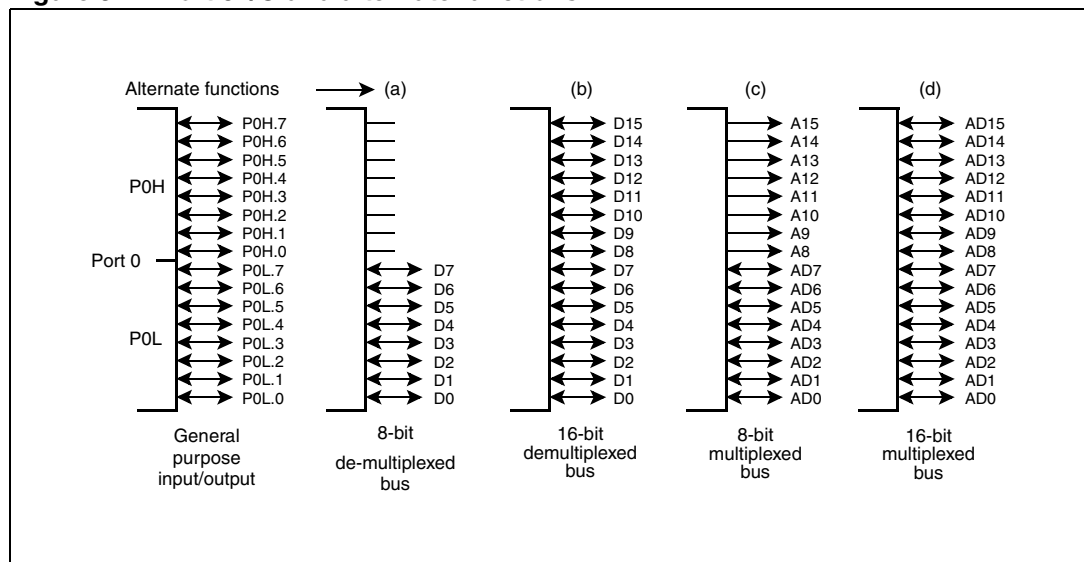 Alternate functions (a) (b) (c) (d)
P0H.7 D15 A15 AD15
P0H.6 D14 A14 AD14
P0H.5 D13 A13 AD13
P0H P0H.4 D12 A12 AD12
P0H.3 D11 A11 AD11
P0H.2 D10 A10 AD10
P0H.1 D9 A9 AD9
P0H.0 D8 A8 AD8
Port 0 P0L.7 D7 D7 AD7 AD7
P0L.6 D6 D6 AD6 AD6
P0L.5 D5 D5 AD5 AD5
P0L P0L.4 D4 D4 AD4 AD4
P0L.3 D3 D3 AD3 AD3
P0L.2 D2 D2 AD2 AD2
P0L.1 D1 D1 AD1 AD1
P0L.0 D0 D0 AD0 AD0
General
purpose
input/output
8-bit
de-multiplexed
bus
16-bit
demultiplexed
bus
8-bit
multiplexed
bus
16-bit
multiplexed
bus